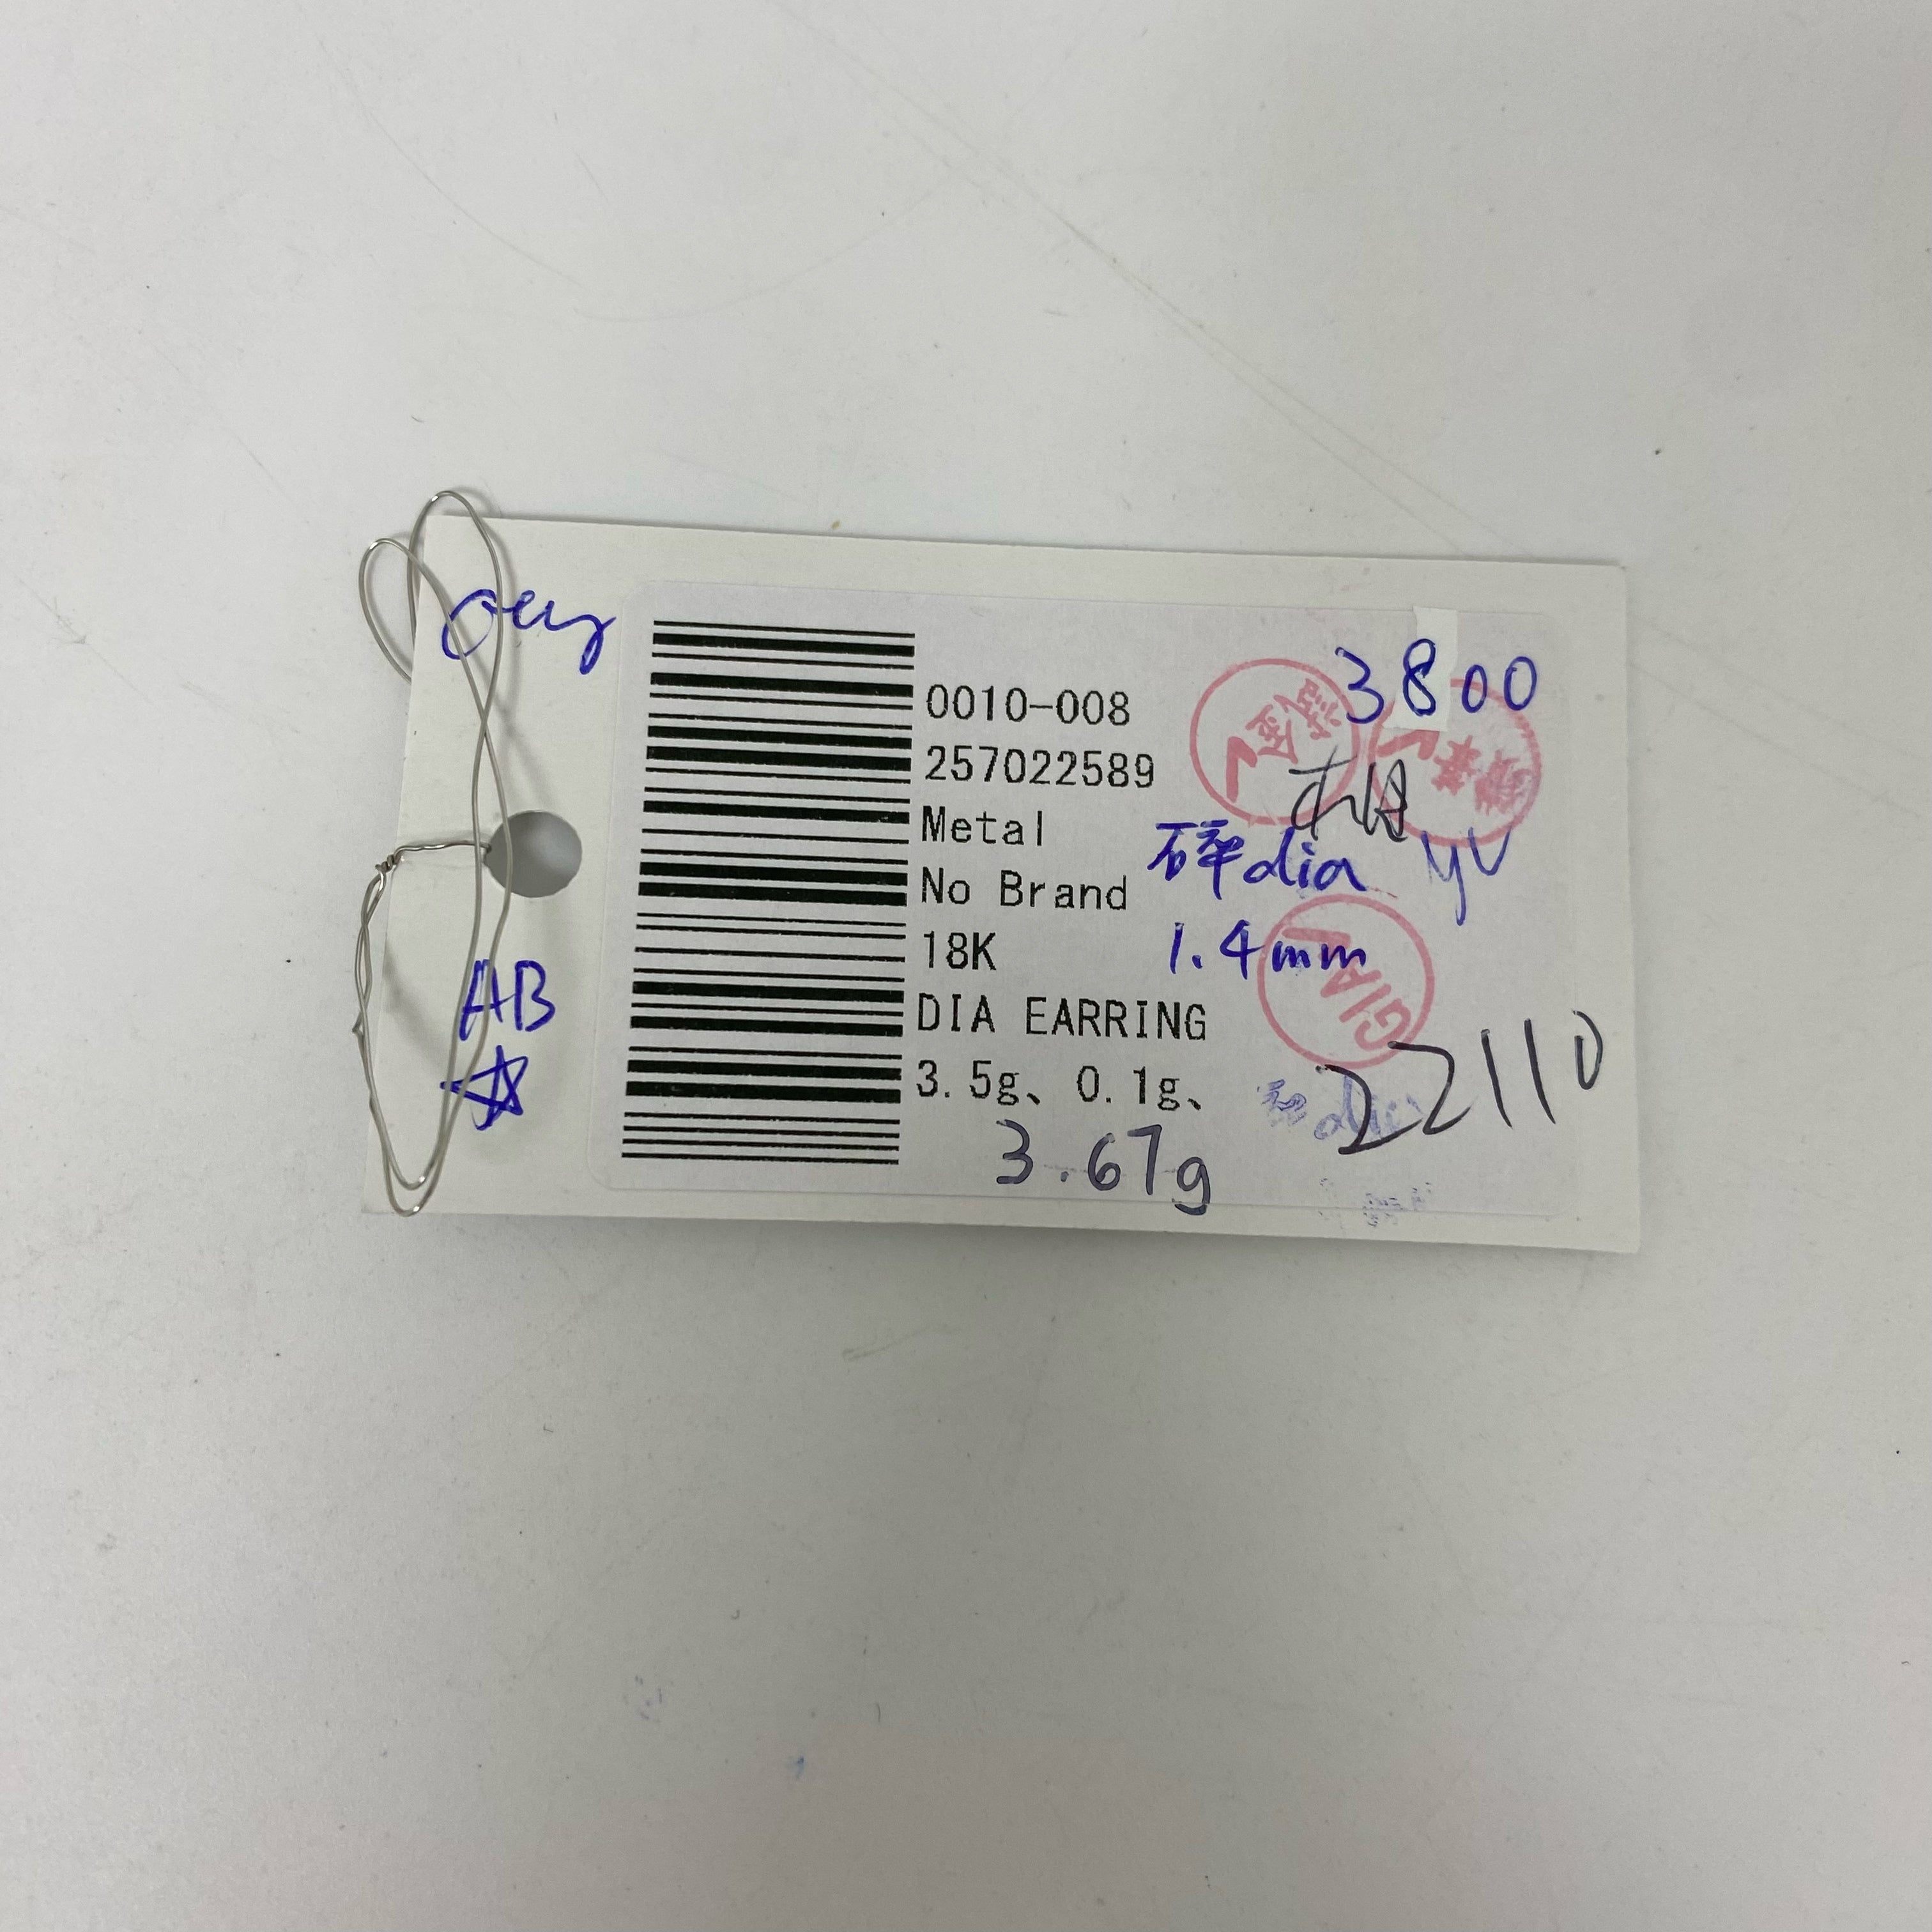 3800
0010-008
257022589
Metal
碎dia
No Brand
1.4mm
18K
GIA
AB
DIA EARRING
22110
3.5g、0.1g、
3.67g